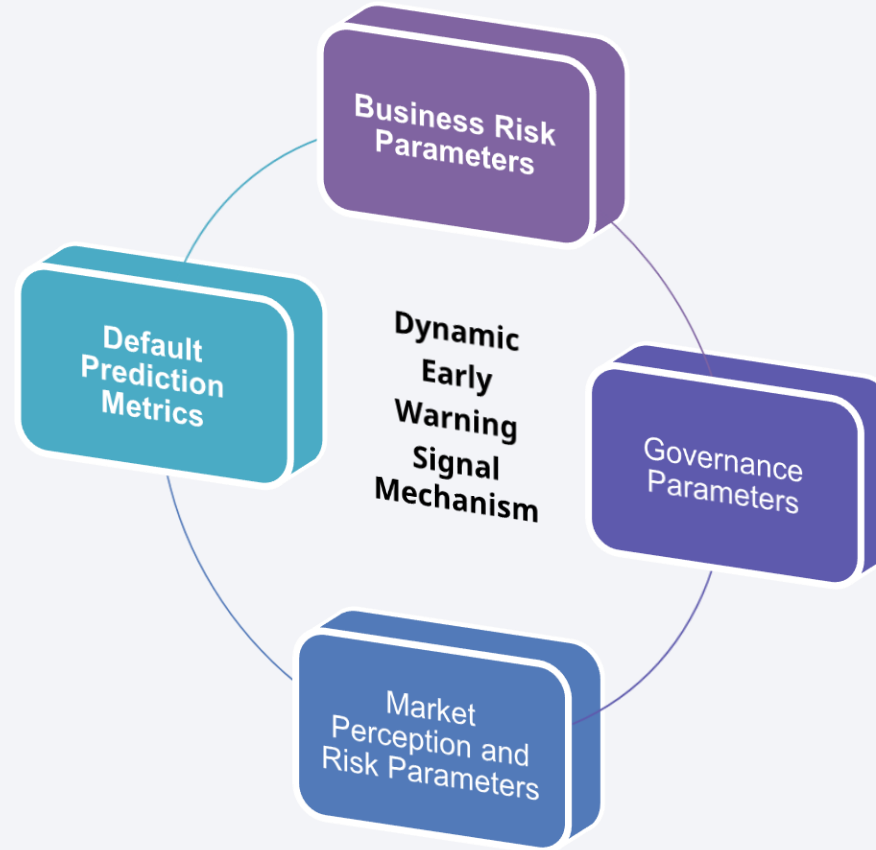 Business Risk
Parameters
Default
Prediction
Metrics
Dynamic
Early
Warning
Signal
Mechanism
Governance
Parameters
Market
Perception and
Risk Parameters